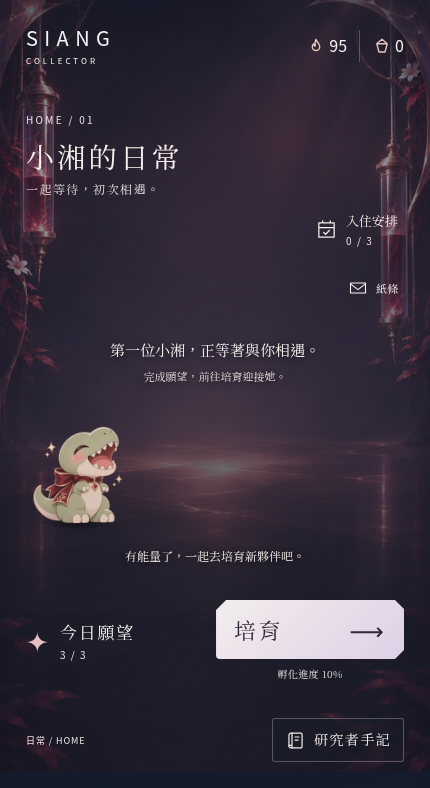 SIANG
COLLECTOR
95
0
HOME / 01
小湘的日常
一起等待，初次相遇。
入住安排
0 / 3
紙條
第一位小湘，正等著與你相遇。
完成願望，前往培育迎接她。
有能量了，一起去培育新夥伴吧。
今日願望
3 / 3
培育
孵化進度 10%
日常 / HOME
研究者手記